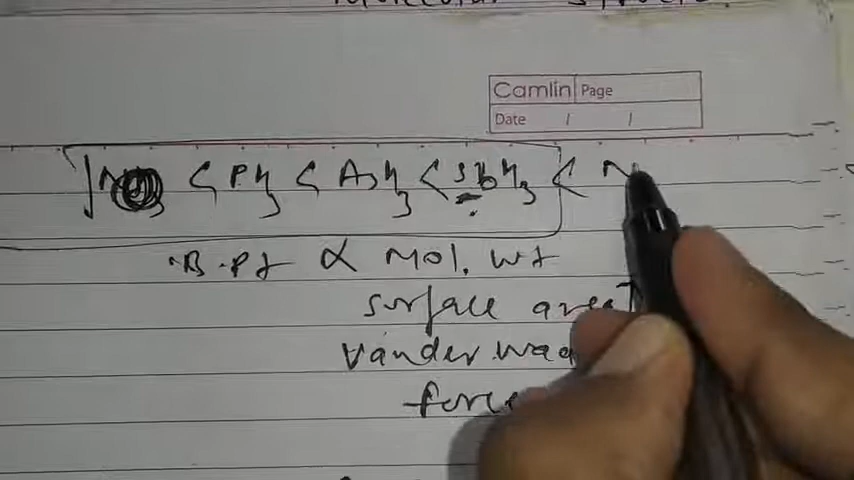 Camlin Page
Date / /
< PH3 < AsH3 < SbH3 < N
B.Pt ∝ Mol. wt
surface area ↑
Vander waa
force